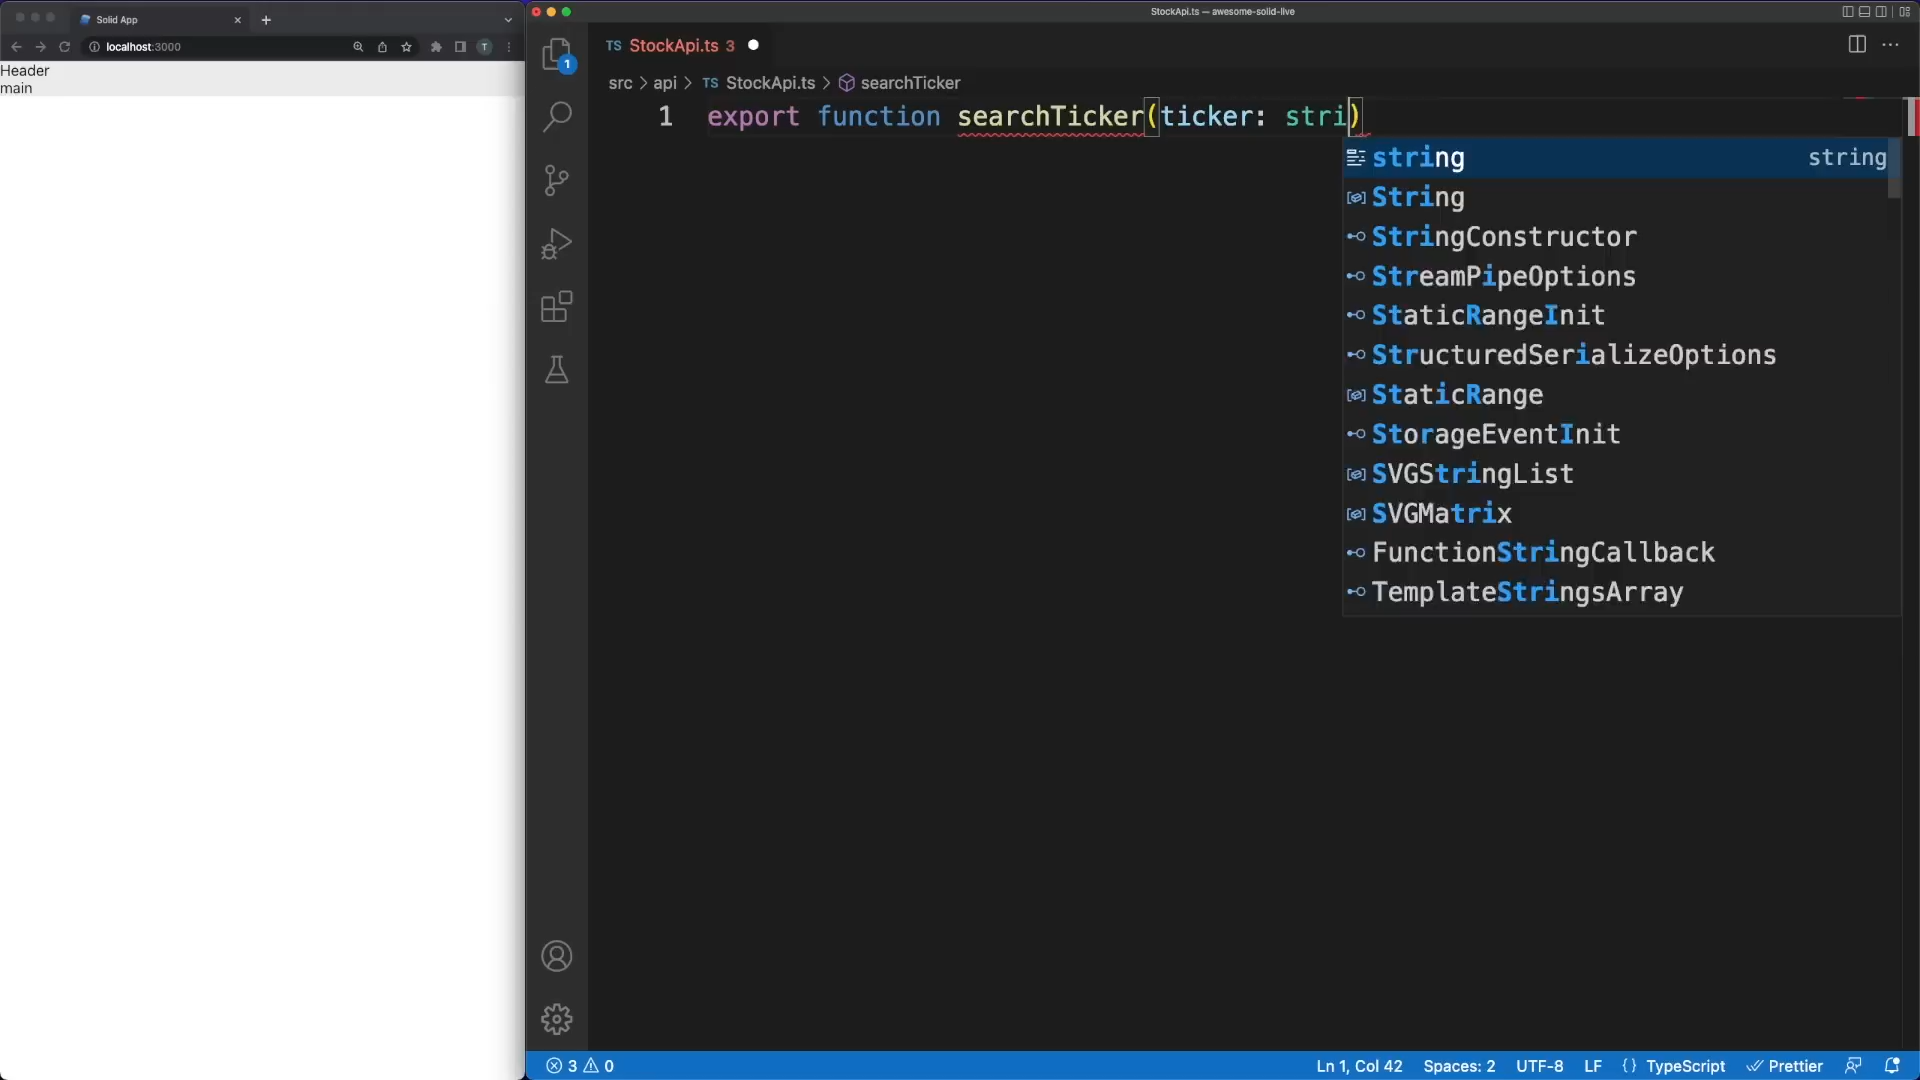 Solid App
localhost:3000
T
Header
main
StockApi.ts — awesome-solid-live
TS StockApi.ts 3
1
src > api > TS StockApi.ts > searchTicker
1 export function searchTicker(ticker: stri)
string string
String
StringConstructor
StreamPipeOptions
StaticRangeInit
StructuredSerializeOptions
StaticRange
StorageEventInit
SVGStringList
SVGMatrix
FunctionStringCallback
TemplateStringsArray
3 0 Ln 1, Col 42 Spaces: 2 UTF-8 LF {} TypeScript Prettier